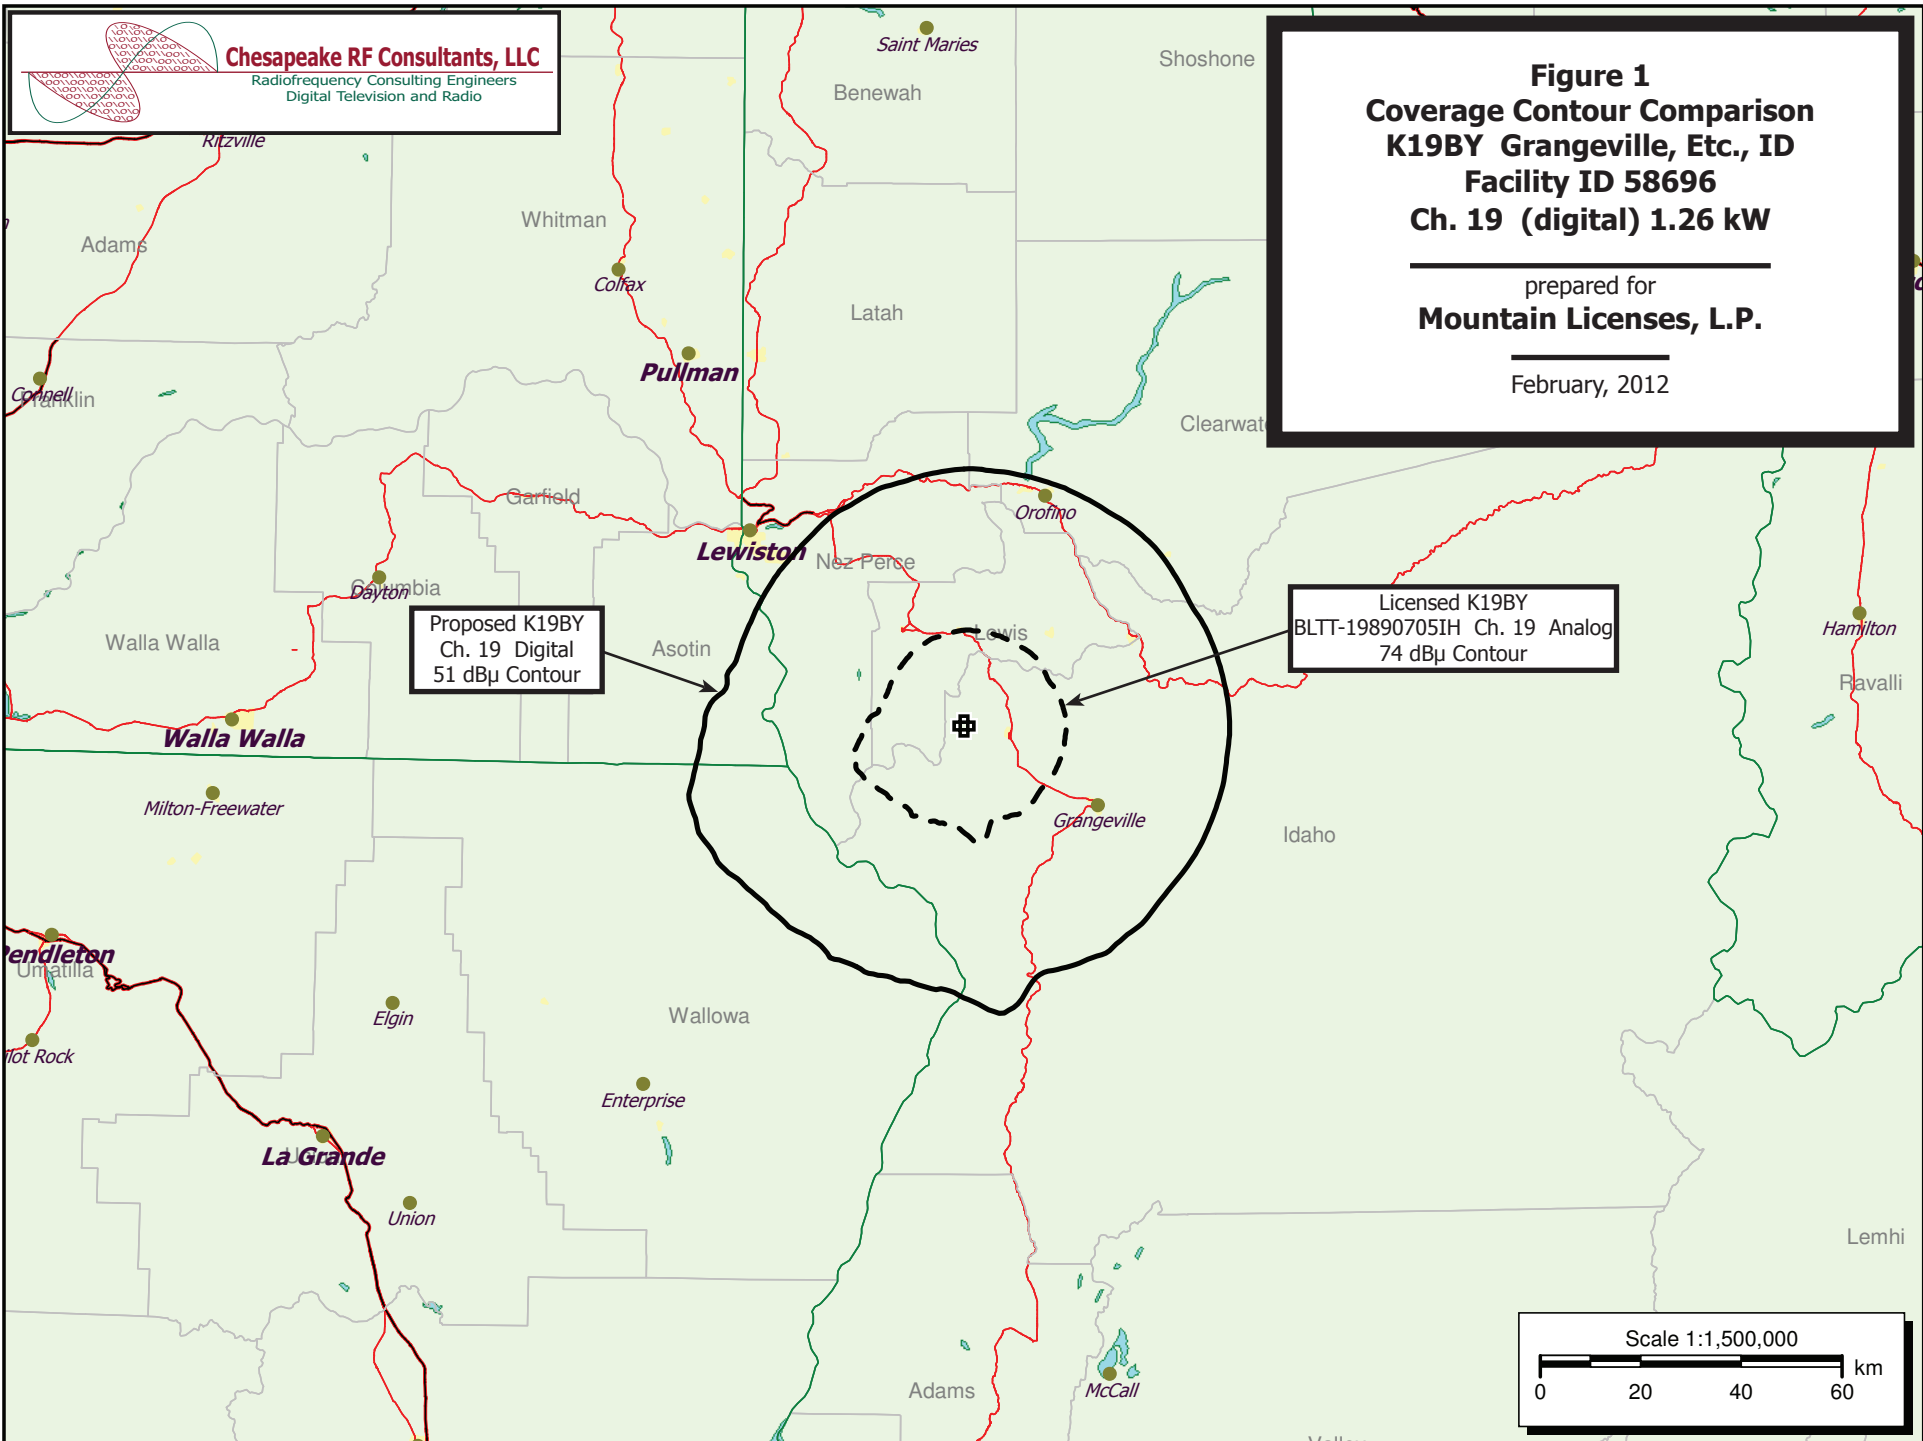 Chesapeake RF Consultants, LLC
Radiofrequency Consulting Engineers
Digital Television and Radio
Figure 1
Coverage Contour Comparison
K19BY Grangeville, Etc., ID
Facility ID 58696
Ch. 19 (digital) 1.26 kW
prepared for
Mountain Licenses, L.P.
February, 2012
Saint Maries
Shoshone
Benewah
Ritzville
Whitman
Adams
Colfax
Latah
Pullman
Connell
Franklin
Clearwat
Garfield
Orofino
Lewiston
Nez Perce
Columbia
Dayton
Proposed K19BY
Ch. 19 Digital
51 dBµ Contour
Licensed K19BY
BLTT-19890705IH Ch. 19 Analog
74 dBµ Contour
Hamilton
Walla Walla
Asotin
Lewis
Ravalli
Walla Walla
Milton-Freewater
Grangeville
Idaho
Pendleton
Umatilla
Elgin
Wallowa
ilot Rock
Enterprise
La Grande
Union
Lemhi
Adams
McCall
Scale 1:1,500,000
km
0 20 40 60